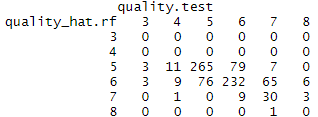 quality.test
quality_hat.rf 3 4 5 6 7 8
3 0 0 0 0 0 0
4 0 0 0 0 0 0
5 3 11 265 79 7 0
6 3 9 76 232 65 6
7 0 1 0 9 30 3
8 0 0 0 0 1 0